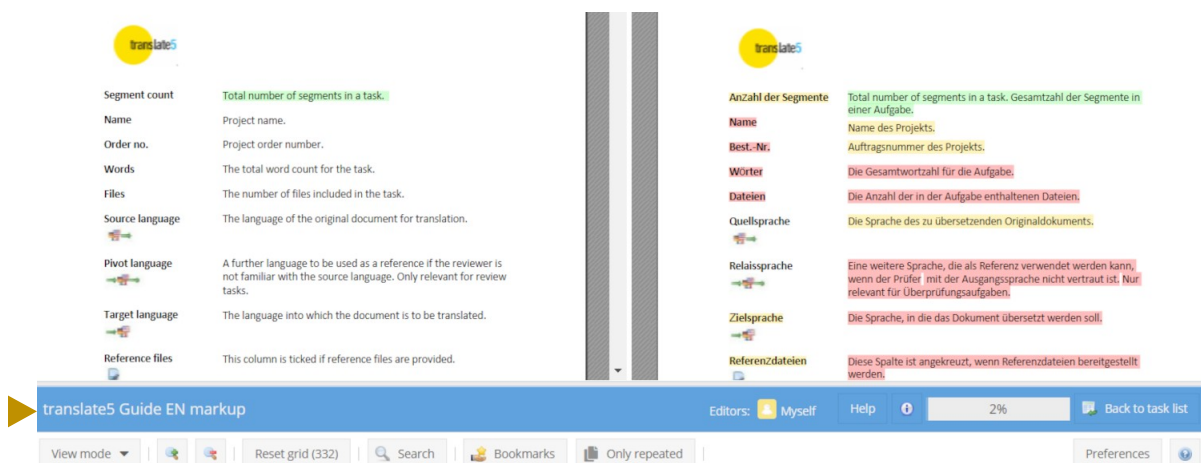 translate5
Segment count Total number of segments in a task.
Name Project name.
Order no. Project order number.
Words The total word count for the task.
Files The number of files included in the task.
Source language The language of the original document for translation.
Pivot language A further language to be used as a reference if the reviewer is
not familiar with the source language. Only relevant for review
tasks.
Target language The language into which the document is to be translated.
Reference files This column is ticked if reference files are provided.
translate5
Anzahl der Segmente Total number of segments in a task. Gesamtzahl der Segmente in
einer Aufgabe.
Name Name des Projekts.
Best.-Nr. Auftragsnummer des Projekts.
Wörter Die Gesamtwortzahl für die Aufgabe.
Dateien Die Anzahl der in der Aufgabe enthaltenen Dateien.
Quellsprache Die Sprache des zu übersetzenden Originaldokuments.
Relaissprache Eine weitere Sprache, die als Referenz verwendet werden kann,
wenn der Prüfer mit der Ausgangssprache nicht vertraut ist. Nur
relevant für Überprüfungsaufgaben.
Zielsprache Die Sprache, in die das Dokument übersetzt werden soll.
Referenzdateien Diese Spalte ist angekreuzt, wenn Referenzdateien bereitgestellt
werden.
translate5 Guide EN markup Editors: Myself Help 2% Back to task list
View mode Reset grid (332) Search Bookmarks Only repeated Preferences